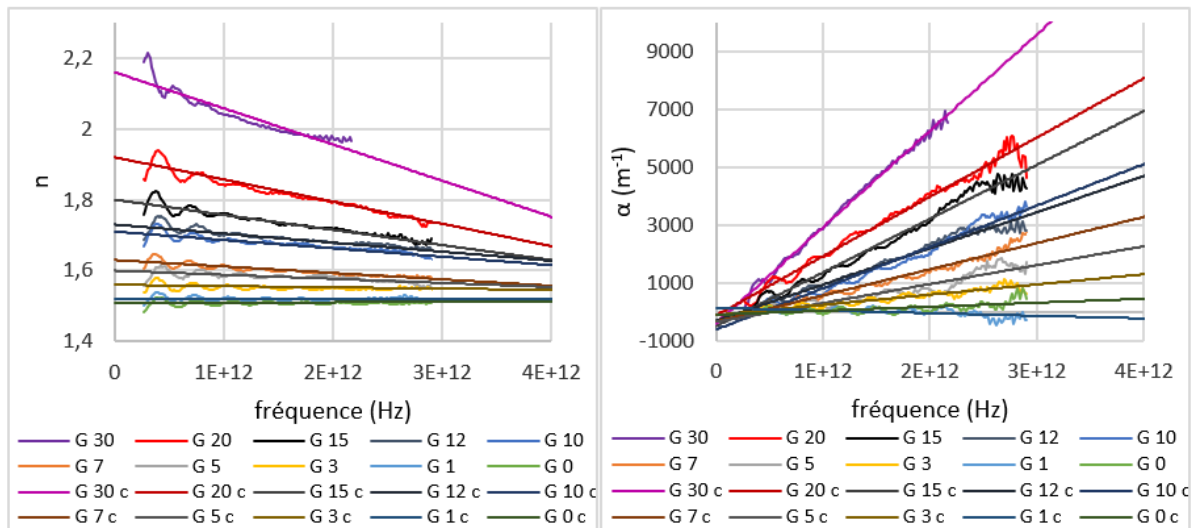 n
2,2
2
1,8
1,6
1,4
0 1E+12 2E+12 3E+12 4E+12
fréquence (Hz)
G 30 G 20 G 15 G 12 G 10
G 7 G 5 G 3 G 1 G 0
G 30 c G 20 c G 15 c G 12 c G 10 c
G 7 c G 5 c G 3 c G 1 c G 0 c
α (m⁻¹)
9000
7000
5000
3000
1000
-1000
0 1E+12 2E+12 3E+12 4E+12
fréquence (Hz)
G 30 G 20 G 15 G 12 G 10
G 7 G 5 G 3 G 1 G 0
G 30 c G 20 c G 15 c G 12 c G 10 c
G 7 c G 5 c G 3 c G 1 c G 0 c